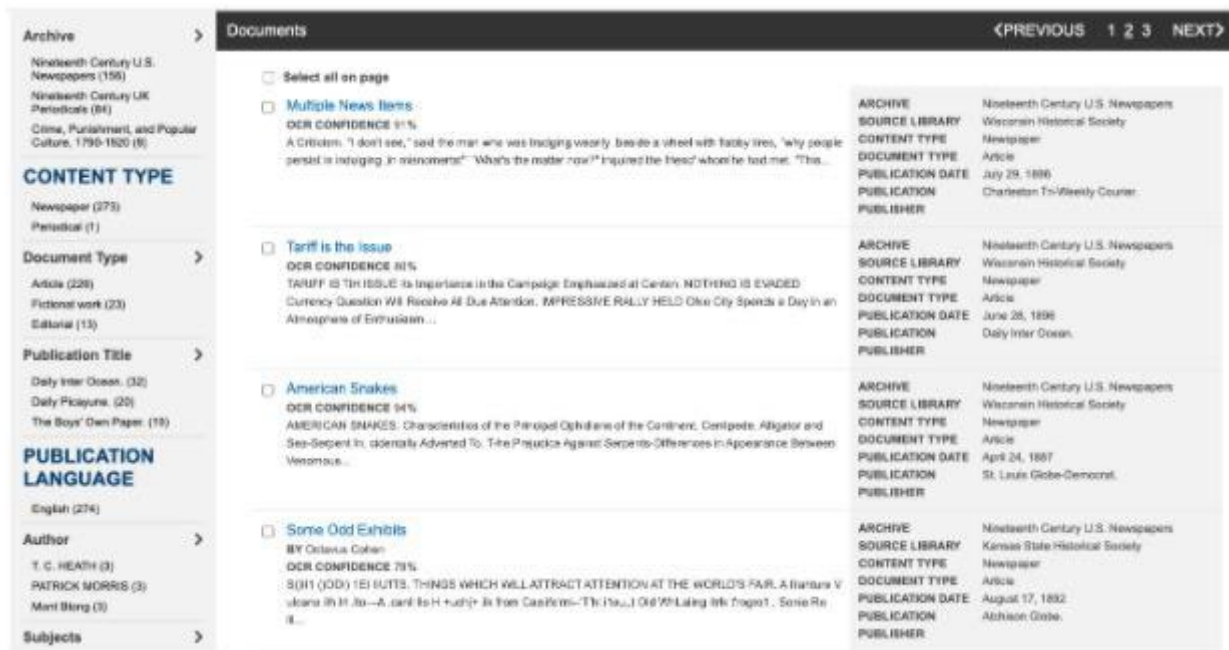 Archive
Nineteenth Century U.S.
Newspapers (156)
Nineteenth Century UK
Periodicals (84)
Crime, Punishment, and Popular
Culture, 1790-1920 (9)
CONTENT TYPE
Newspaper (273)
Periodical (1)
Document Type
Article (228)
Fictional work (23)
Editorial (13)
Publication Title
Daily Inter Ocean. (32)
Daily Picayune. (20)
The Boys' Own Paper. (19)
PUBLICATION
LANGUAGE
English (274)
Author
T. C. HEATH (3)
PATRICK MORRIS (3)
Mont Blong (3)
Subjects
Documents
PREVIOUS 1 2 3 NEXT
Select all on page
Multiple News Items
OCR CONFIDENCE 91%
A Criticism. "I don't see," said the man who was trudging wearily beside a wheel with flabby tires, "why people
persist in indulging in misnomers!" "What's the matter now?" inquired the friend' whom he had met. "This...
ARCHIVE Nineteenth Century U.S. Newspapers
SOURCE LIBRARY Wisconsin Historical Society
CONTENT TYPE Newspaper
DOCUMENT TYPE Article
PUBLICATION DATE July 29, 1896
PUBLICATION Charleston Tri-Weekly Courier.
PUBLISHER
Tariff is the Issue
OCR CONFIDENCE 80%
TARIFF IS TIH ISSUE Its Importance in the Campaign Emphasized at Canton. NOTHING IS EVADED
Currency Question Will Receive All Due Attention. IMPRESSIVE RALLY HELD Ohio City Spends a Day in an
Atmosphere of Enthusiasm...
ARCHIVE Nineteenth Century U.S. Newspapers
SOURCE LIBRARY Wisconsin Historical Society
CONTENT TYPE Newspaper
DOCUMENT TYPE Article
PUBLICATION DATE June 28, 1896
PUBLICATION Daily Inter Ocean.
PUBLISHER
American Snakes
OCR CONFIDENCE 94%
AMERICAN SNAKES. Characteristics of the Principal Ophidians of the Continent. Centipede, Alligator and
Sea-Serpent In. cidentally Adverted To. T-he Prejudice Against Serpents-Differences in Appearance Between
Venomous...
ARCHIVE Nineteenth Century U.S. Newspapers
SOURCE LIBRARY Wisconsin Historical Society
CONTENT TYPE Newspaper
DOCUMENT TYPE Article
PUBLICATION DATE April 24, 1887
PUBLICATION St. Louis Globe-Democrat.
PUBLISHER
Some Odd Exhibits
BY Octavus Cohen
OCR CONFIDENCE 79%
THINGS WHICH WILL ATTRACT ATTENTION AT THE WORLD'S FAIR. A
from Old
ARCHIVE Nineteenth Century U.S. Newspapers
SOURCE LIBRARY Kansas State Historical Society
CONTENT TYPE Newspaper
DOCUMENT TYPE Article
PUBLICATION DATE August 17, 1892
PUBLICATION Atchison Globe.
PUBLISHER